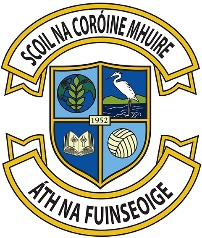 SCOIL NA CORÓINE MHUIRE
1952
ÁTH NA FUINSEOIGE